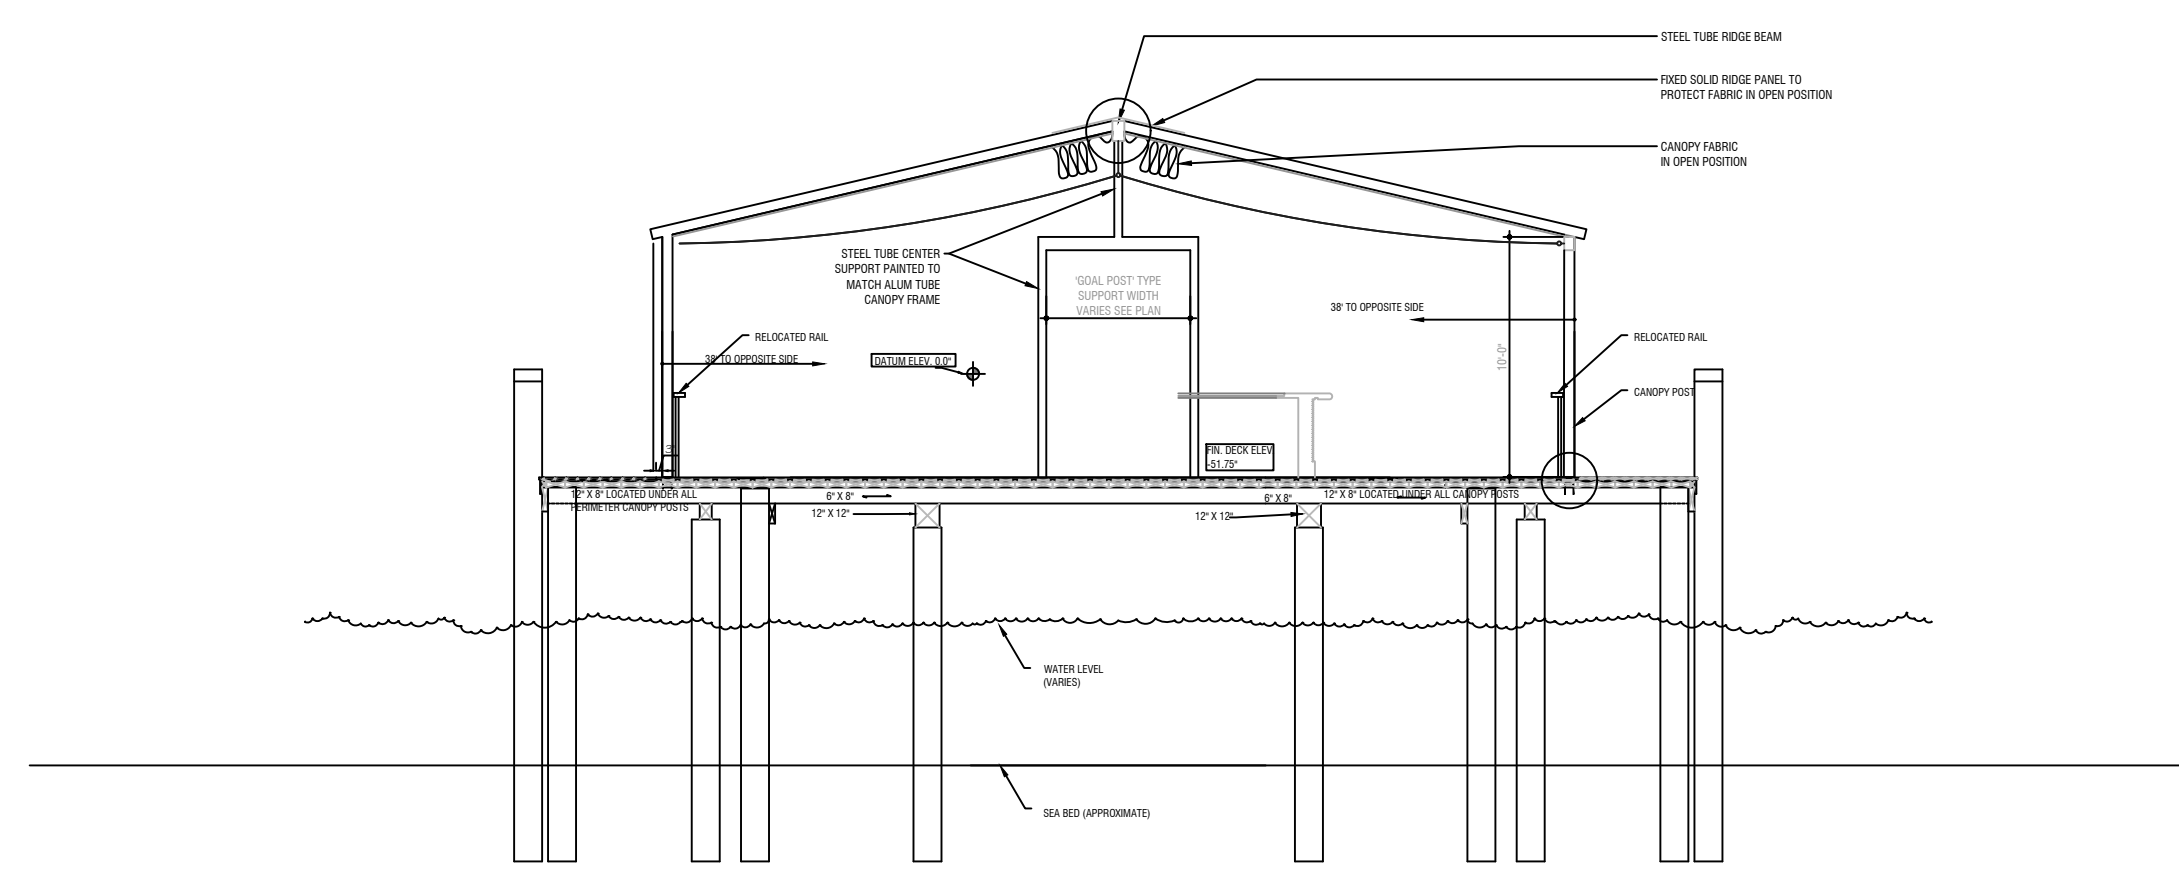 STEEL TUBE RIDGE BEAM
FIXED SOLID RIDGE PANEL TO
PROTECT FABRIC IN OPEN POSITION
CANOPY FABRIC
IN OPEN POSITION
STEEL TUBE CENTER
SUPPORT PAINTED TO
MATCH ALUM TUBE
CANOPY FRAME
'GOAL POST' TYPE
SUPPORT WIDTH
VARIES SEE PLAN
38' TO OPPOSITE SIDE
RELOCATED RAIL
RELOCATED RAIL
38' TO OPPOSITE SIDE
DATUM ELEV. 0.0"
10'-0"
CANOPY POST
FIN. DECK ELEV
-51.75"
12" X 8" LOCATED UNDER ALL
PERIMETER CANOPY POSTS
6" X 8"
12" X 12"
6" X 8"
12" X 8" LOCATED UNDER ALL CANOPY POSTS
12" X 12"
WATER LEVEL
(VARIES)
SEA BED (APPROXIMATE)